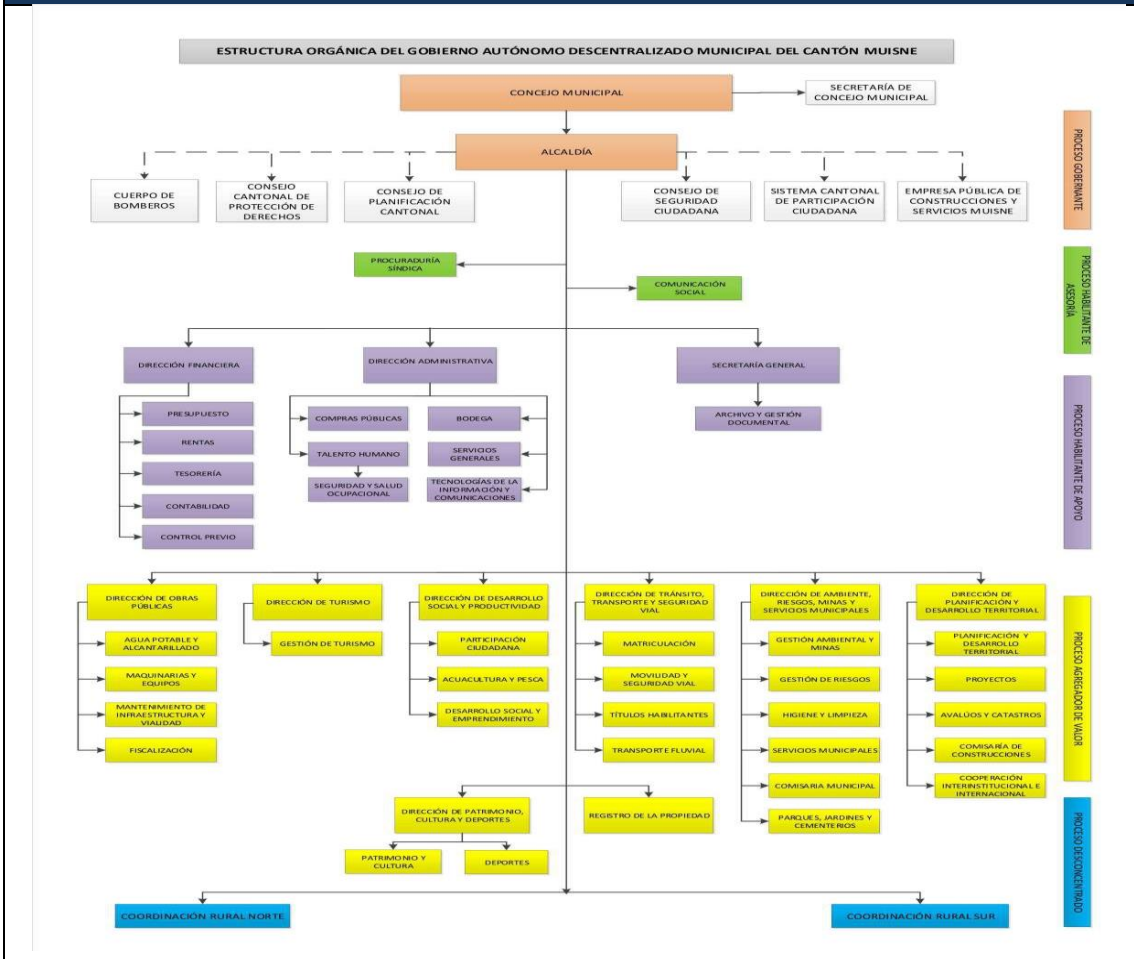 ESTRUCTURA ORGÁNICA DEL GOBIERNO AUTÓNOMO DESCENTRALIZADO MUNICIPAL DEL CANTÓN MUISNE
CONCEJO MUNICIPAL
SECRETARÍA DE
CONCEJO MUNICIPAL
ALCALDÍA
CUERPO DE
BOMBEROS
CONSEJO
CANTONAL DE
PROTECCIÓN DE
DERECHOS
CONSEJO DE
PLANIFICACIÓN
CANTONAL
CONSEJO DE
SEGURIDAD
CIUDADANA
SISTEMA CANTONAL
DE PARTICIPACIÓN
CIUDADANA
EMPRESA PÚBLICA DE
CONSTRUCCIONES Y
SERVICIOS MUISNE
PROCESO GOBERNANTE
PROCURADURÍA
SÍNDICA
COMUNICACIÓN
SOCIAL
PROCESO HABILITANTE DE
ASESORÍA
DIRECCIÓN FINANCIERA
PRESUPUESTO
RENTAS
TESORERÍA
CONTABILIDAD
CONTROL PREVIO
DIRECCIÓN ADMINISTRATIVA
COMPRAS PÚBLICAS
TALENTO HUMANO
SEGURIDAD Y SALUD
OCUPACIONAL
BODEGA
SERVICIOS
GENERALES
TECNOLOGÍAS DE LA
INFORMACIÓN Y
COMUNICACIONES
SECRETARÍA GENERAL
ARCHIVO Y GESTIÓN
DOCUMENTAL
PROCESO HABILITANTE DE APOYO
DIRECCIÓN DE OBRAS
PÚBLICAS
AGUA POTABLE Y
ALCANTARILLADO
MAQUINARIAS Y
EQUIPOS
MANTENIMIENTO DE
INFRAESTRUCTURA Y
VIALIDAD
FISCALIZACIÓN
DIRECCIÓN DE TURISMO
GESTIÓN DE TURISMO
DIRECCIÓN DE DESARROLLO
SOCIAL Y PRODUCTIVIDAD
PARTICIPACIÓN
CIUDADANA
ACUACULTURA Y PESCA
DESARROLLO SOCIAL Y
EMPRENDIMIENTO
DIRECCIÓN DE TRÁNSITO,
TRANSPORTE Y SEGURIDAD
VIAL
MATRICULACIÓN
MOVILIDAD Y
SEGURIDAD VIAL
TÍTULOS HABILITANTES
TRANSPORTE FLUVIAL
DIRECCIÓN DE AMBIENTE,
RIESGOS, MINAS Y
SERVICIOS MUNICIPALES
GESTIÓN AMBIENTAL Y
MINAS
GESTIÓN DE RIESGOS
HIGIENE Y LIMPIEZA
SERVICIOS MUNICIPALES
COMISARIA MUNICIPAL
PARQUES, JARDINES Y
CEMENTERIOS
DIRECCIÓN DE
PLANIFICACIÓN Y
DESARROLLO TERRITORIAL
PLANIFICACIÓN Y
DESARROLLO
TERRITORIAL
PROYECTOS
AVALÚOS Y CATASTROS
COMISARÍA DE
CONSTRUCCIONES
COOPERACIÓN
INTERINSTITUCIONAL E
INTERNACIONAL
PROCESO AGREGADOR DE VALOR
DIRECCIÓN DE PATRIMONIO,
CULTURA Y DEPORTES
PATRIMONIO Y
CULTURA
DEPORTES
REGISTRO DE LA PROPIEDAD
COORDINACIÓN RURAL NORTE
COORDINACIÓN RURAL SUR
PROCESO DESCONCENTRADO